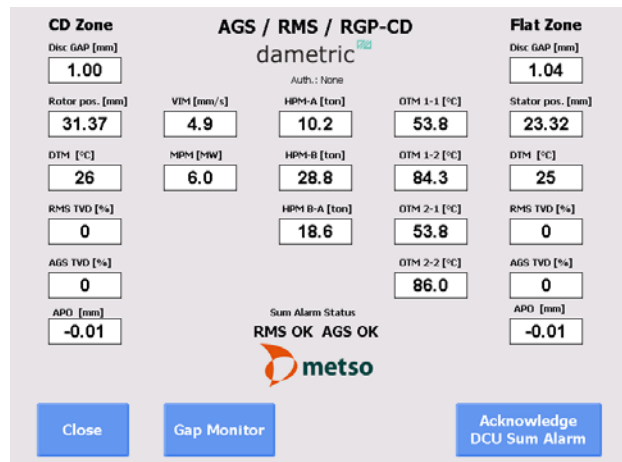 CD Zone
AGS / RMS / RGP-CD
Flat Zone
Disc GAP [mm]
dametric
Disc GAP [mm]
1.00
Auth.: None
1.04
Rotor pos. [mm]
VIM [mm/s]
HPM-A [ton]
OTM 1-1 [°C]
Stator pos. [mm]
31.37
4.9
10.2
53.8
23.32
DTM [°C]
MPM [MW]
HPM-B [ton]
OTM 1-2 [°C]
DTM [°C]
26
6.0
28.8
84.3
25
RMS TVD [%]
HPM B-A [ton]
OTM 2-1 [°C]
RMS TVD [%]
0
18.6
53.8
0
AGS TVD [%]
OTM 2-2 [°C]
AGS TVD [%]
0
86.0
0
APO [mm]
Sum Alarm Status
APO [mm]
-0.01
RMS OK AGS OK
-0.01
metso
Close
Gap Monitor
Acknowledge
DCU Sum Alarm